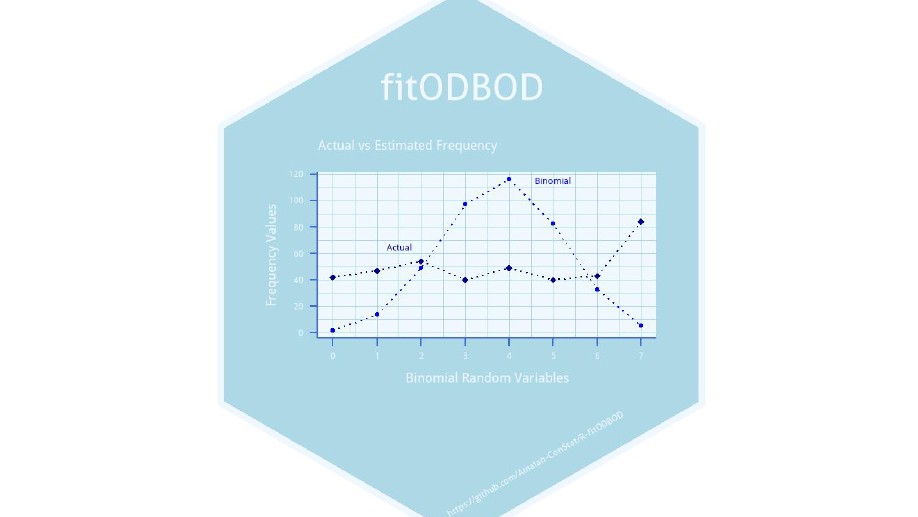 fitODBOD
Actual vs Estimated Frequency
120
100
80
60
40
20
0
Frequency Values
Binomial
Actual
0 1 2 3 4 5 6 7
Binomial Random Variables
https://github.com/Amalan-ConStat/R-fitODBOD